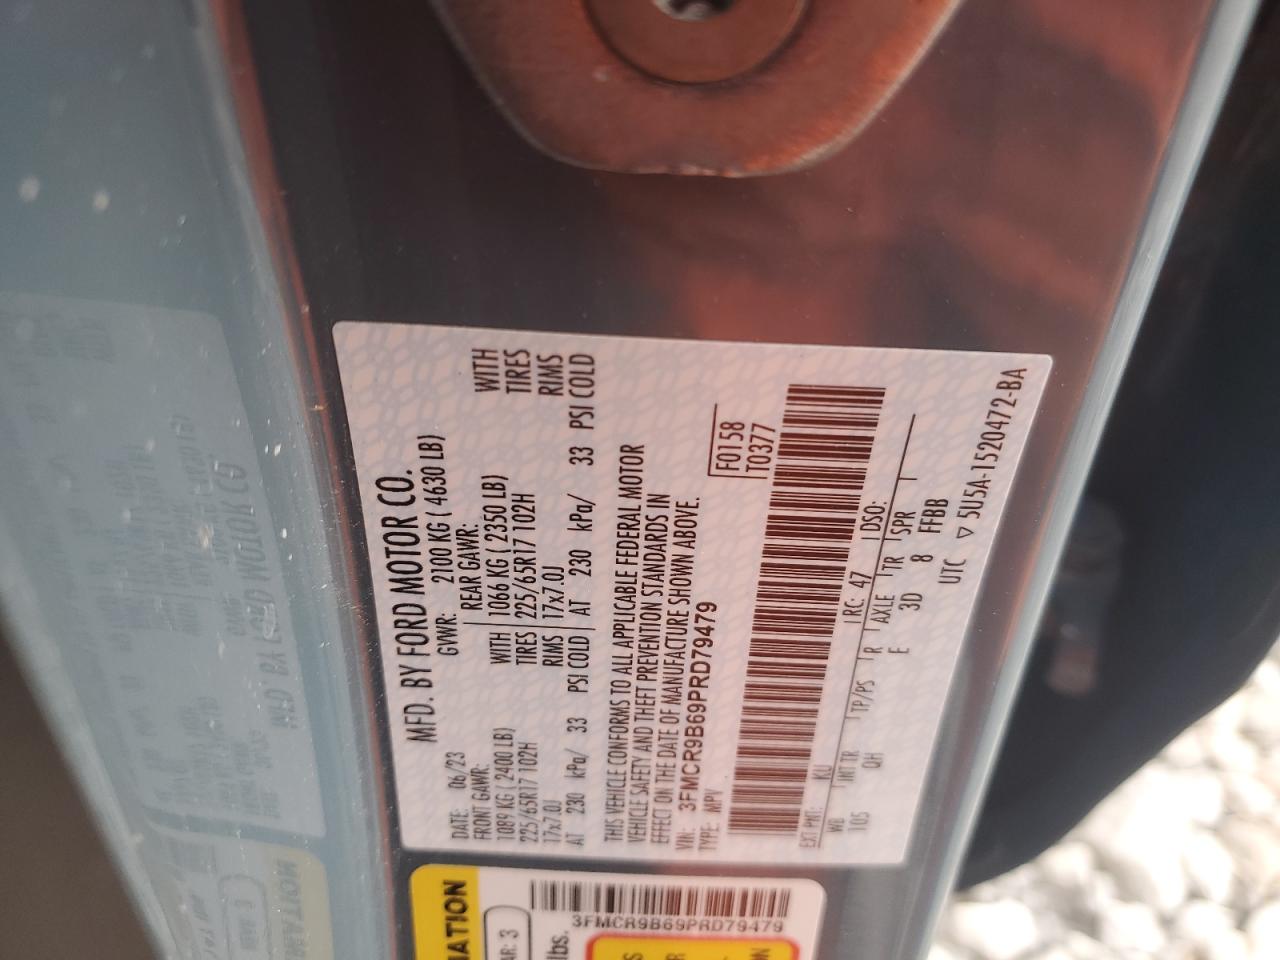 MFD. BY FORD MOTOR CO.
DATE: 06/23 GVWR: 2100 KG ( 4630 LB)
FRONT GAWR: REAR GAWR:
1089 KG ( 2400 LB) WITH 1066 KG ( 2350 LB) WITH
225/65R17 102H TIRES 225/65R17 102H TIRES
17x7.0J RIMS 17x7.0J RIMS
AT 230 kPa/ 33 PSI COLD AT 230 kPa/ 33 PSI COLD
THIS VEHICLE CONFORMS TO ALL APPLICABLE FEDERAL MOTOR
VEHICLE SAFETY AND THEFT PREVENTION STANDARDS IN
EFFECT ON THE DATE OF MANUFACTURE SHOWN ABOVE.
VIN: 3FMCR9B69PRD79479
TYPE: MPV
F0158
T0377
EXT PNT: KU RC: 47 DSO:
WB INT TR TP/PS R AXLE TR SPR
105 QH E 3D 8 FFBB
UTC ▽ 5U5A-1520472-BA
3FMCR9B69PRD79479
AR: 3
lbs.